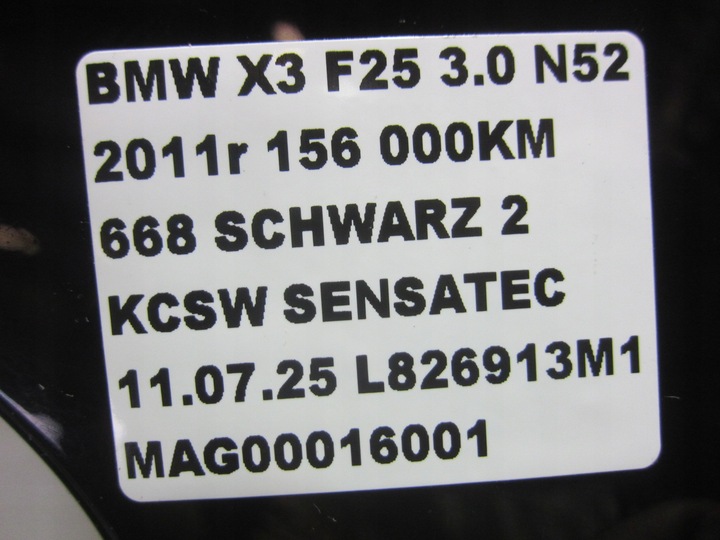 BMW X3 F25 3.0 N52
2011r 156 000KM
668 SCHWARZ 2
KCSW SENSATEC
11.07.25 L826913M1
MAG00016001